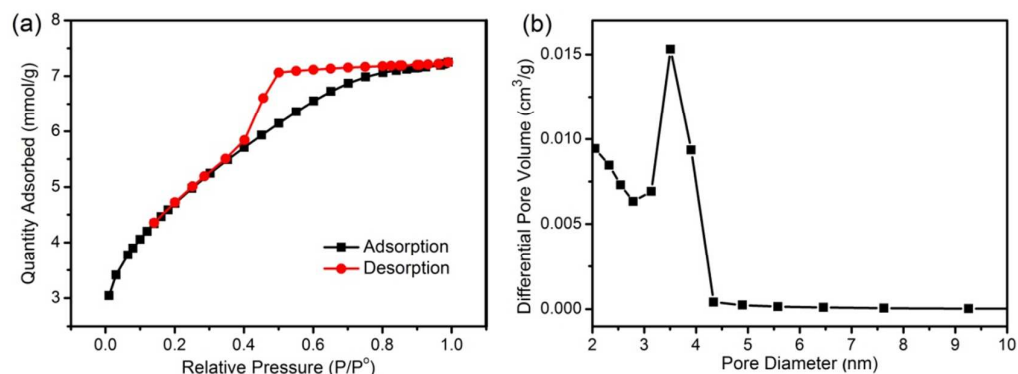 (a)
Quantity Adsorbed (mmol/g)
8
7
6
5
4
3
Adsorption
Desorption
0.0 0.2 0.4 0.6 0.8 1.0
Relative Pressure (P/P°)
(b)
Differential Pore Volume (cm³/g)
0.015
0.010
0.005
0.000
2 3 4 5 6 7 8 9 10
Pore Diameter (nm)